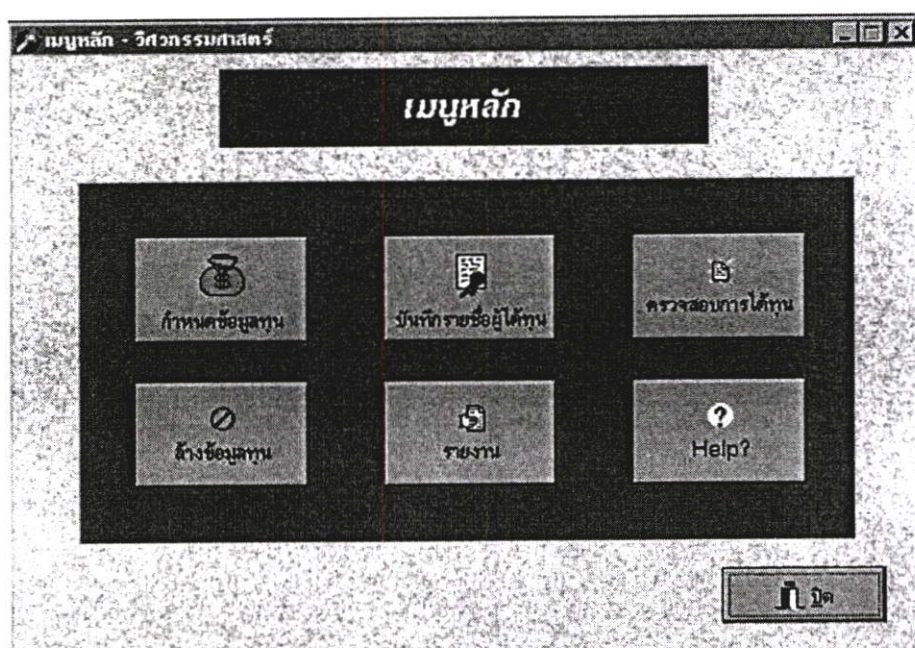 เมนูหลัก - วิศวกรรมศาสตร์
เมนูหลัก
กำหนดข้อมูลทุน
บันทึกรายชื่อผู้ได้ทุน
ตรวจสอบการได้ทุน
ล้างข้อมูลทุน
รายงาน
Help?
ปิด